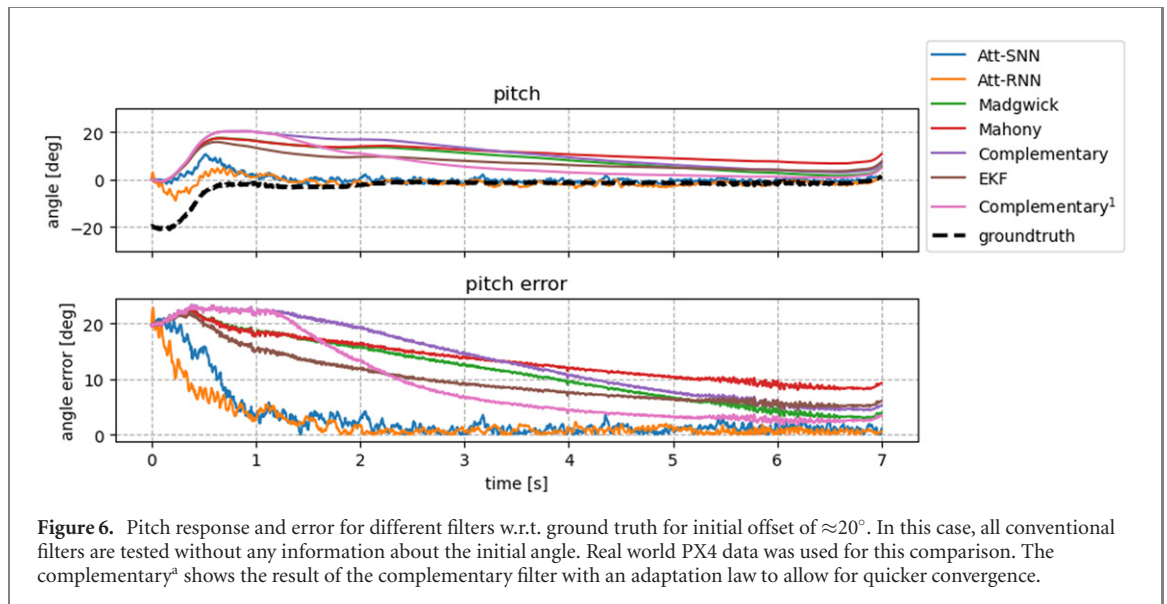 pitch
angle [deg]
20
0
−20
Att-SNN
Att-RNN
Madgwick
Mahony
Complementary
EKF
Complementary¹
groundtruth
pitch error
angle error [deg]
20
10
0
0 1 2 3 4 5 6 7
time [s]
Figure 6. Pitch response and error for different filters w.r.t. ground truth for initial offset of ≈20°. In this case, all conventional
filters are tested without any information about the initial angle. Real world PX4 data was used for this comparison. The
complementaryᵃ shows the result of the complementary filter with an adaptation law to allow for quicker convergence.